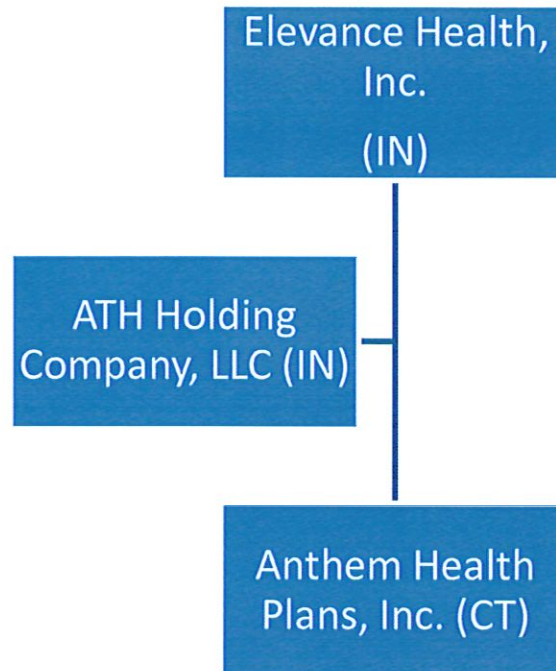 Elevance Health,
Inc.
(IN)
ATH Holding
Company, LLC (IN)
Anthem Health
Plans, Inc. (CT)